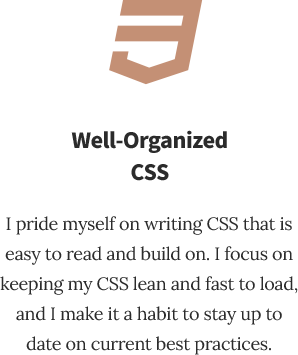 Well-Organized
CSS
I pride myself on writing CSS that is
easy to read and build on. I focus on
keeping my CSS lean and fast to load,
and I make it a habit to stay up to
date on current best practices.